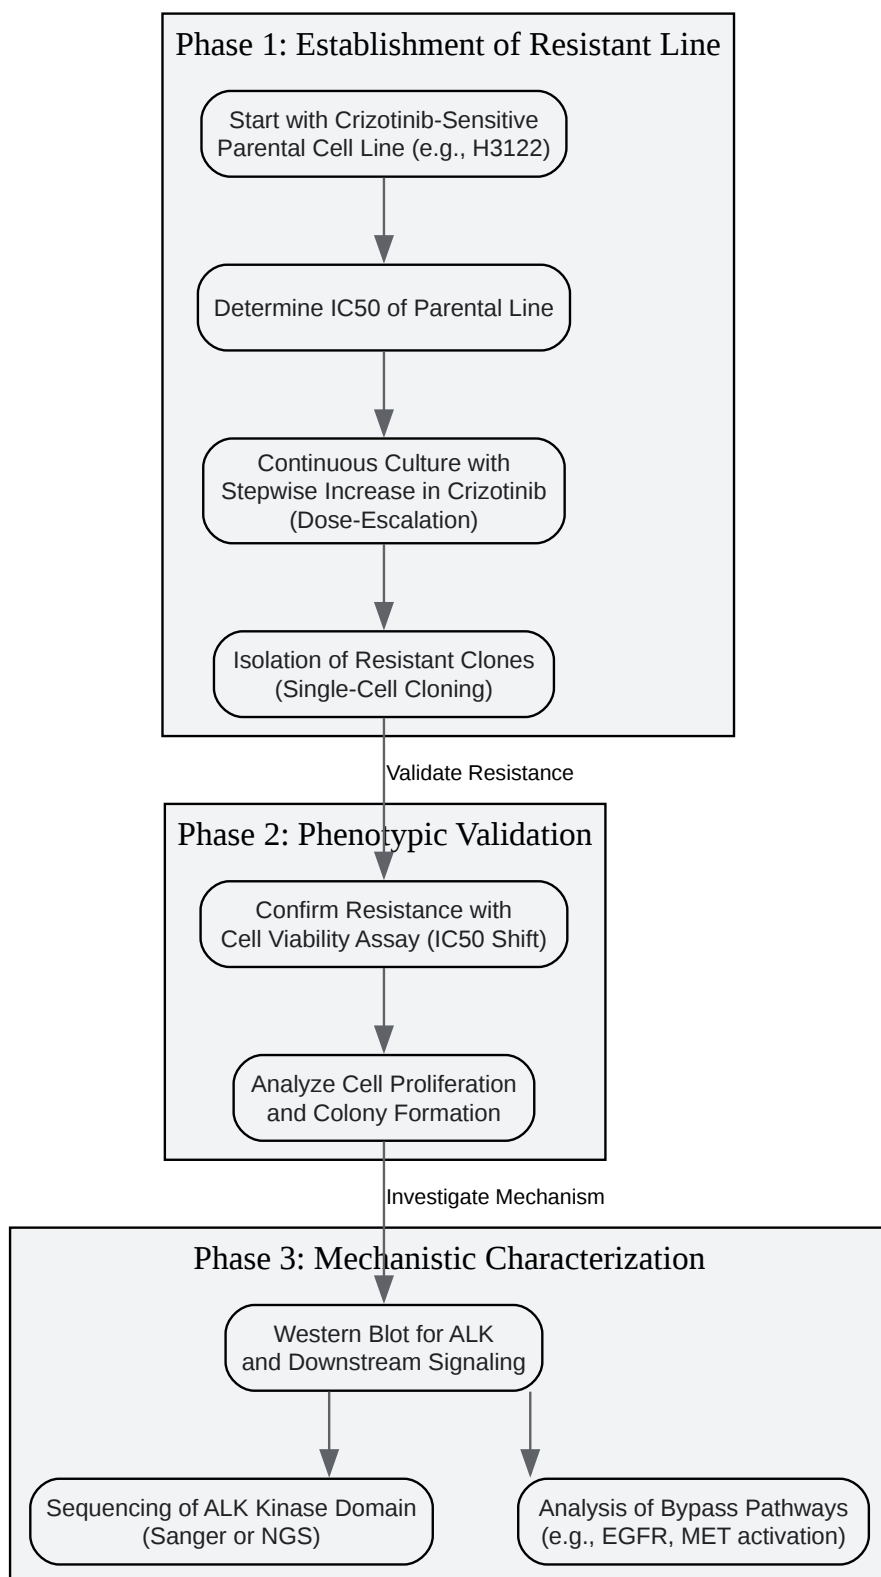 Phase 1: Establishment of Resistant Line
Start with Crizotinib-Sensitive
Parental Cell Line (e.g., H3122)
Determine IC50 of Parental Line
Continuous Culture with
Stepwise Increase in Crizotinib
(Dose-Escalation)
Isolation of Resistant Clones
(Single-Cell Cloning)
Validate Resistance
Phase 2: Phenotypic Validation
Confirm Resistance with
Cell Viability Assay (IC50 Shift)
Analyze Cell Proliferation
and Colony Formation
Investigate Mechanism
Phase 3: Mechanistic Characterization
Western Blot for ALK
and Downstream Signaling
Sequencing of ALK Kinase Domain
(Sanger or NGS)
Analysis of Bypass Pathways
(e.g., EGFR, MET activation)